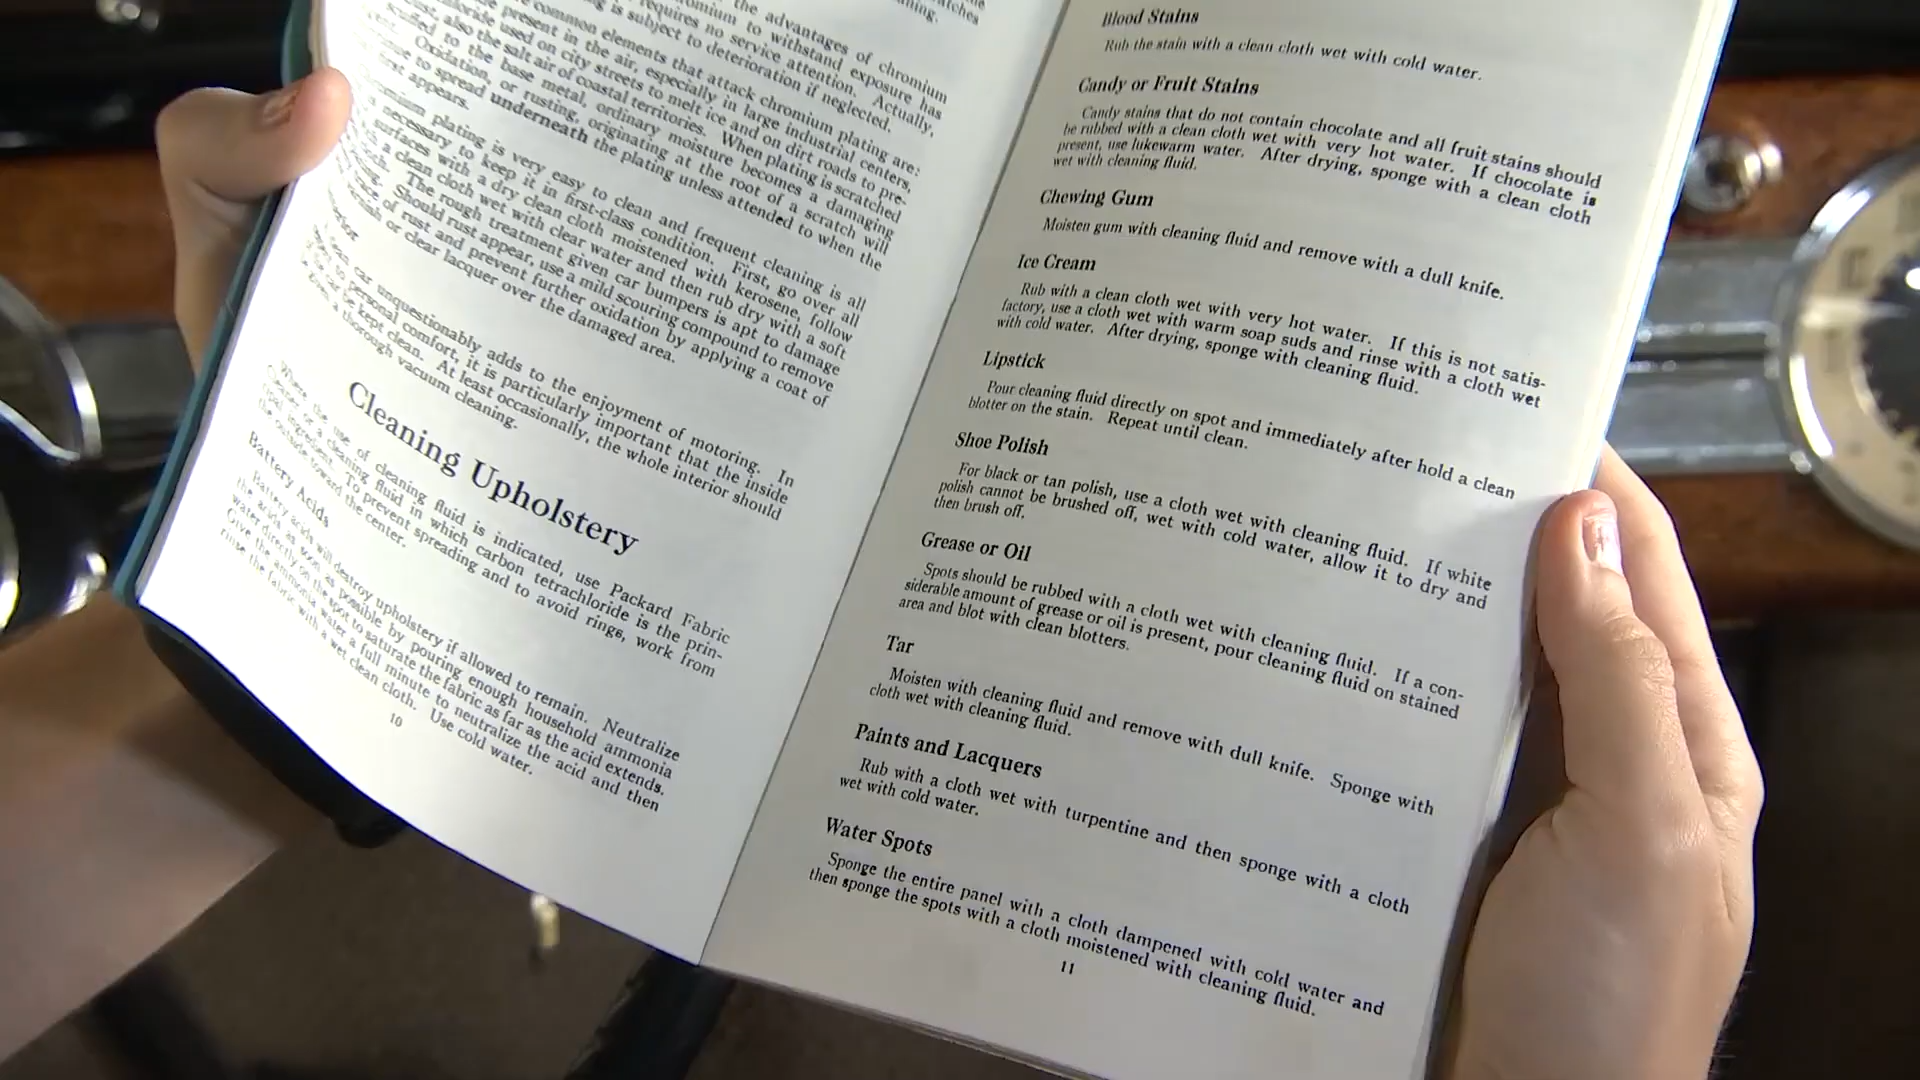 the advantages of chromium
chromium to withstand exposure has
requires no service attention. Actually,
is subject to deterioration if neglected.
common elements that attack chromium plating are:
present in the air, especially in large industrial centers,
used on city streets to melt ice and on dirt roads to pre-
also the salt air of coastal territories. When plating is scratched
to the base metal, ordinary moisture becomes a damaging
Oxidation, or rusting, originating at the root of a scratch will
to spread underneath the plating unless attended to when the
first appears.
plating is very easy to clean and frequent cleaning is all
necessary to keep it in first-class condition. First, go over all
surfaces with a dry clean cloth moistened with kerosene, follow
a clean cloth wet with clear water and then rub dry with a soft
cloth. The rough treatment given car bumpers is apt to damage
Should rust appear, use a mild scouring compound to remove
trace of rust and prevent further oxidation by applying a coat of
or clear lacquer over the damaged area.
car unquestionably adds to the enjoyment of motoring. In
to personal comfort, it is particularly important that the inside
be kept clean. At least occasionally, the whole interior should
a thorough vacuum cleaning.
Cleaning Upholstery
Where the use of cleaning fluid is indicated, use Packard Fabric
Cleaner or a cleaning fluid in which carbon tetrachloride is the prin-
cipal ingredient. To prevent spreading and to avoid rings, work from
the outside toward the center.
Battery Acids
Battery acids will destroy upholstery if allowed to remain. Neutralize
the acids as soon as possible by pouring enough household ammonia
water directly on the spot to saturate the fabric as far as the acid extends.
Give the ammonia water a full minute to neutralize the acid and then
rinse the fabric with a wet clean cloth. Use cold water.
10
Blood Stains
Rub the stain with a clean cloth wet with cold water.
Candy or Fruit Stains
Candy stains that do not contain chocolate and all fruit stains should
be rubbed with a clean cloth wet with very hot water. If chocolate is
present, use lukewarm water. After drying, sponge with a clean cloth
wet with cleaning fluid.
Chewing Gum
Moisten gum with cleaning fluid and remove with a dull knife.
Ice Cream
Rub with a clean cloth wet with very hot water. If this is not satis-
factory, use a cloth wet with warm soap suds and rinse with a cloth wet
with cold water. After drying, sponge with cleaning fluid.
Lipstick
Pour cleaning fluid directly on spot and immediately after hold a clean
blotter on the stain. Repeat until clean.
Shoe Polish
For black or tan polish, use a cloth wet with cleaning fluid. If white
polish cannot be brushed off, wet with cold water, allow it to dry and
then brush off.
Grease or Oil
Spots should be rubbed with a cloth wet with cleaning fluid. If a con-
siderable amount of grease or oil is present, pour cleaning fluid on stained
area and blot with clean blotters.
Tar
Moisten with cleaning fluid and remove with dull knife. Sponge with
cloth wet with cleaning fluid.
Paints and Lacquers
Rub with a cloth wet with turpentine and then sponge with a cloth
wet with cold water.
Water Spots
Sponge the entire panel with a cloth dampened with cold water and
then sponge the spots with a cloth moistened with cleaning fluid.
11